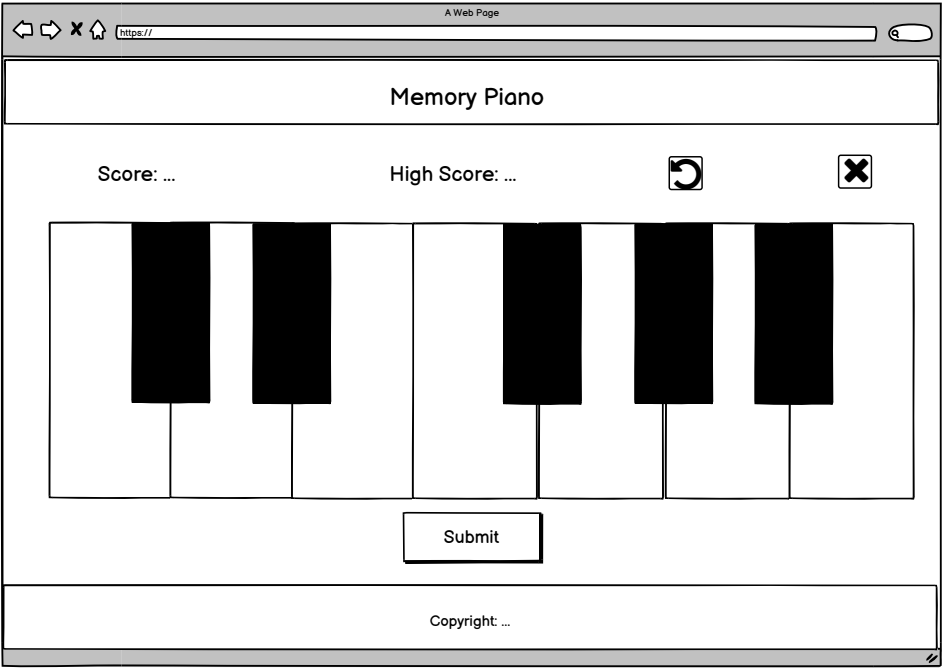 A Web Page
https://
Memory Piano
Score: ...
High Score: ...
Submit
Copyright: ...